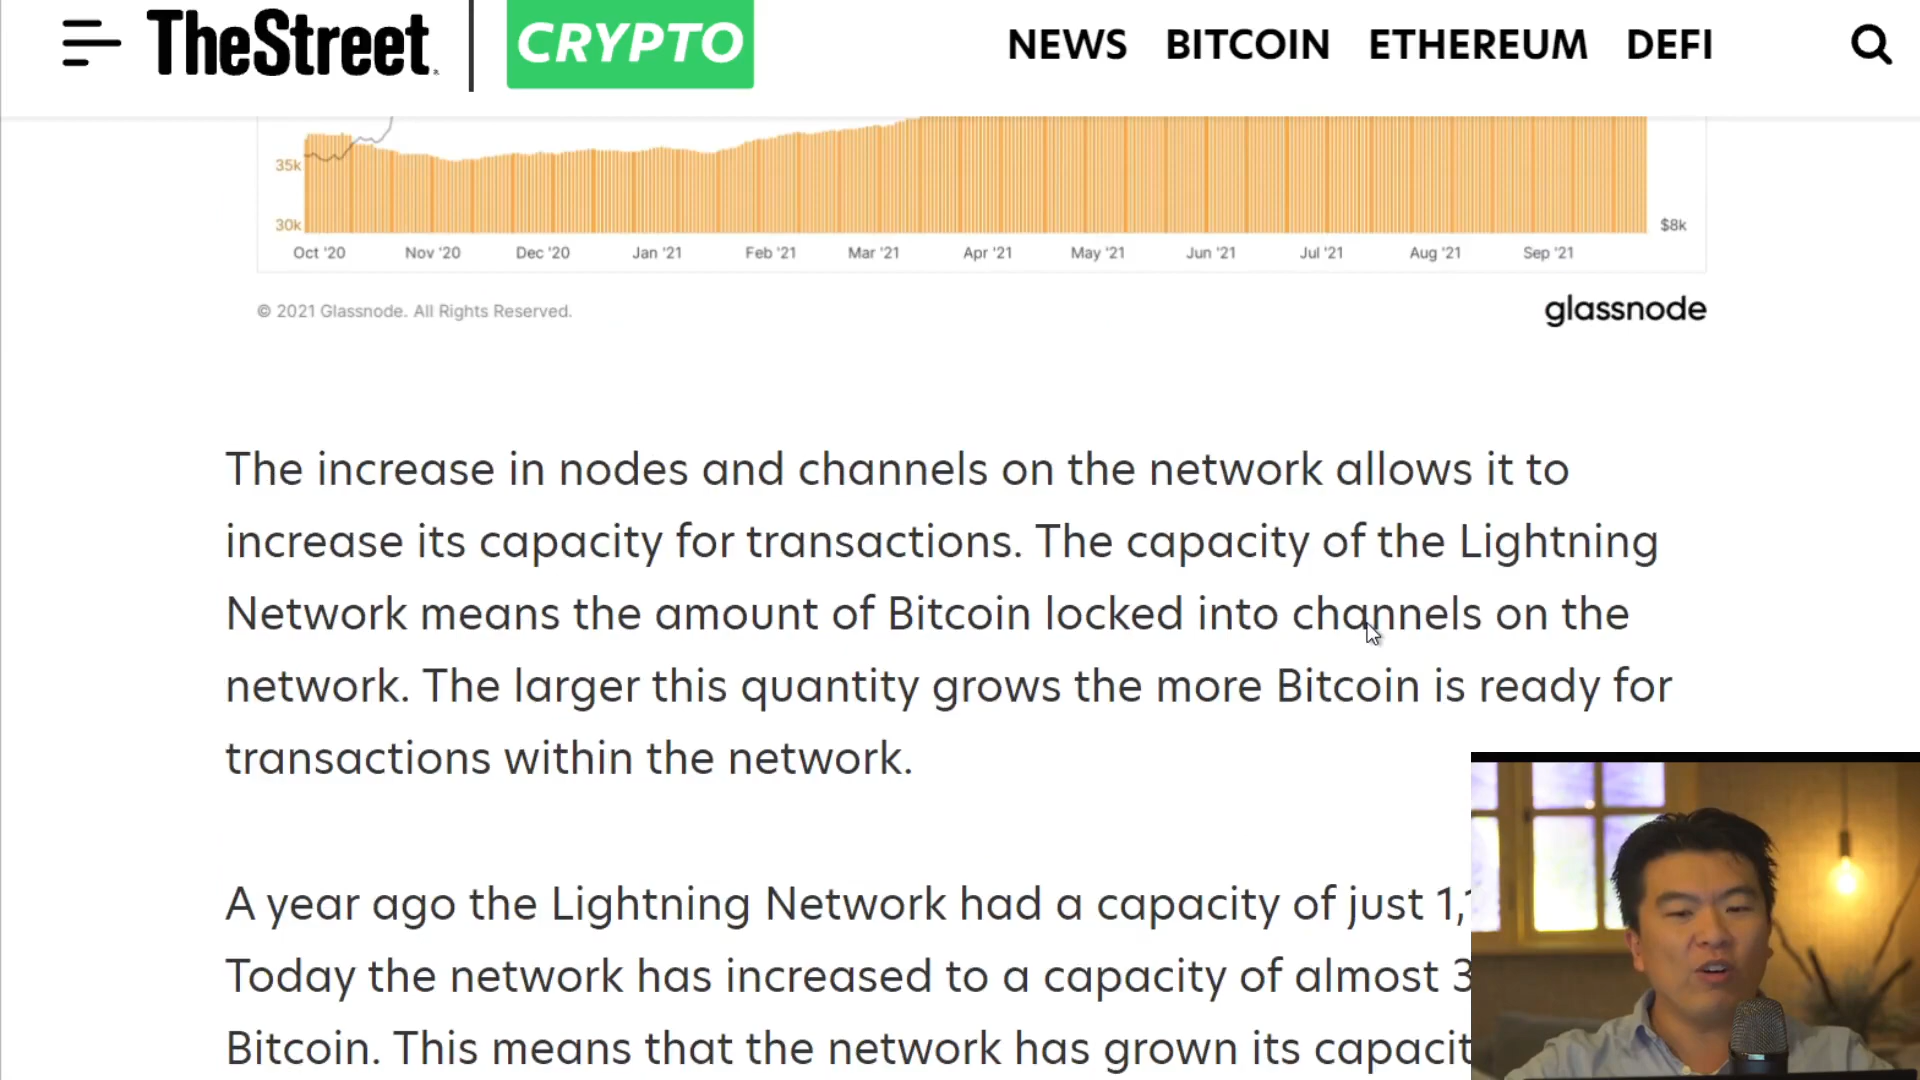 TheStreet
CRYPTO
NEWS BITCOIN ETHEREUM DEFI
35k
30k
$8k
Oct '20 Nov '20 Dec '20 Jan '21 Feb '21 Mar '21 Apr '21 May '21 Jun '21 Jul '21 Aug '21 Sep '21
© 2021 Glassnode. All Rights Reserved.
glassnode
The increase in nodes and channels on the network allows it to
increase its capacity for transactions. The capacity of the Lightning
Network means the amount of Bitcoin locked into channels on the
network. The larger this quantity grows the more Bitcoin is ready for
transactions within the network.
A year ago the Lightning Network had a capacity of just
Today the network has increased to a capacity of almost
Bitcoin. This means that the network has grown its